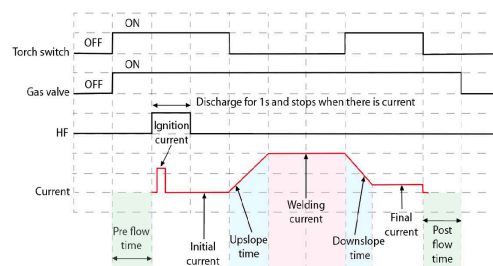 ON
Torch switch
OFF
ON
Gas valve
OFF
Discharge for 1s and stops when there is current
HF
Ignition
current
Current
Pre flow
time
Initial
current
Upslope
time
Welding
current
Downslope
time
Final
current
Post
flow
time